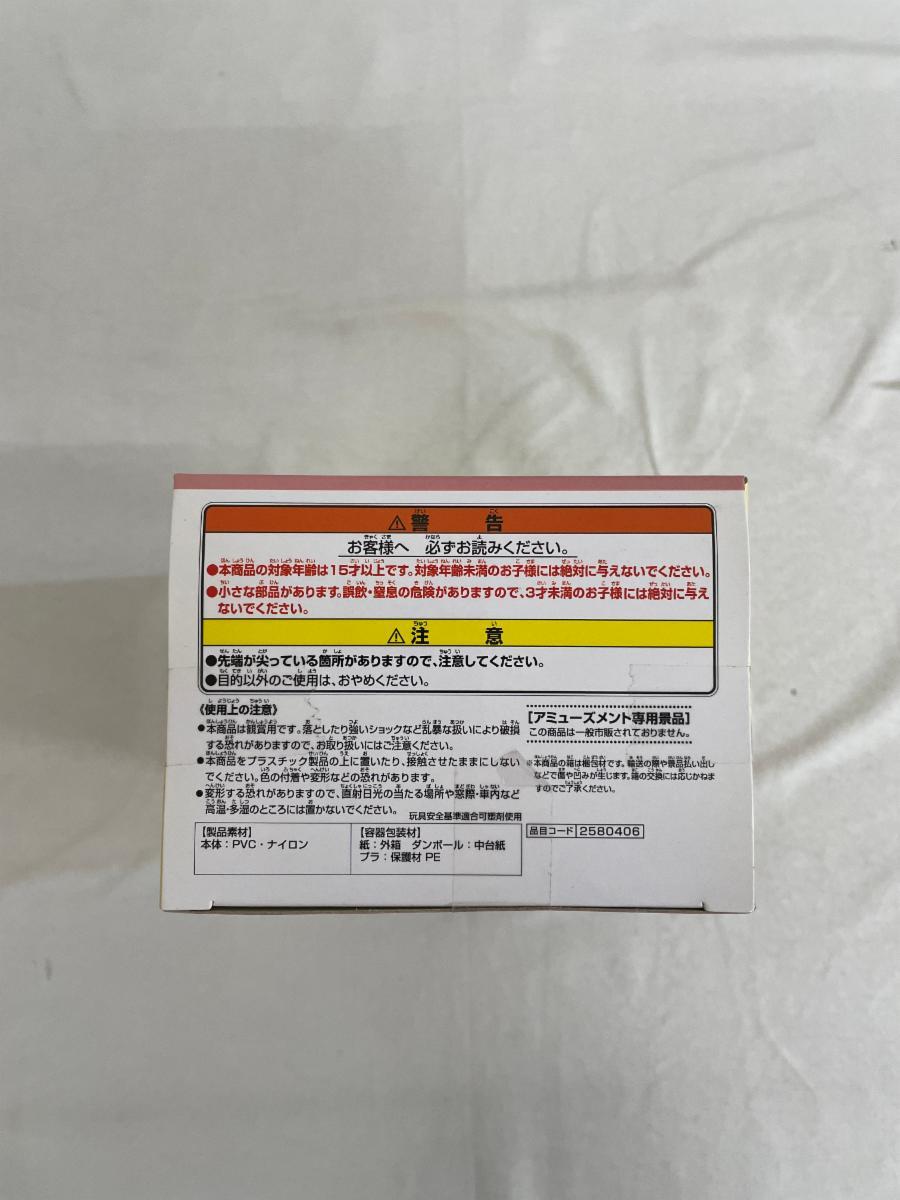 ⚠警告
お客様へ 必ずお読みください。
●本商品の対象年齢は15才以上です。対象年齢未満のお子様には絶対に与えないでください。
●小さな部品があります。誤飲・窒息の危険がありますので、3才未満のお子様には絶対に与え
ないでください。
⚠注意
●先端が尖っている箇所がありますので、注意してください。
●目的以外のご使用は、おやめください。
《使用上の注意》
●本商品は観賞用です。落としたり強いショックなど乱暴な扱いにより破損
する恐れがありますので、お取り扱いにはご注意ください。
●本商品をプラスチック製品の上に置いたり、接触させたままにしない
でください。色の付着や変形などの恐れがあります。
●変形する恐れがありますので、直射日光の当たる場所や窓際・車内など
高温・多湿のところには置かないでください。
玩具安全基準適合可塑剤使用
【製品素材】
本体：PVC・ナイロン
【容器包装材】
紙：外箱 ダンボール：中台紙
プラ：保護材 PE
【アミューズメント専用景品】
この商品は一般市販されておりません。
※本商品の箱は梱包材です。輸送の際や景品払い出し
などで傷や凹みが生じます。箱の交換には応じかねま
すのでご了承ください。
品目コード 2580406